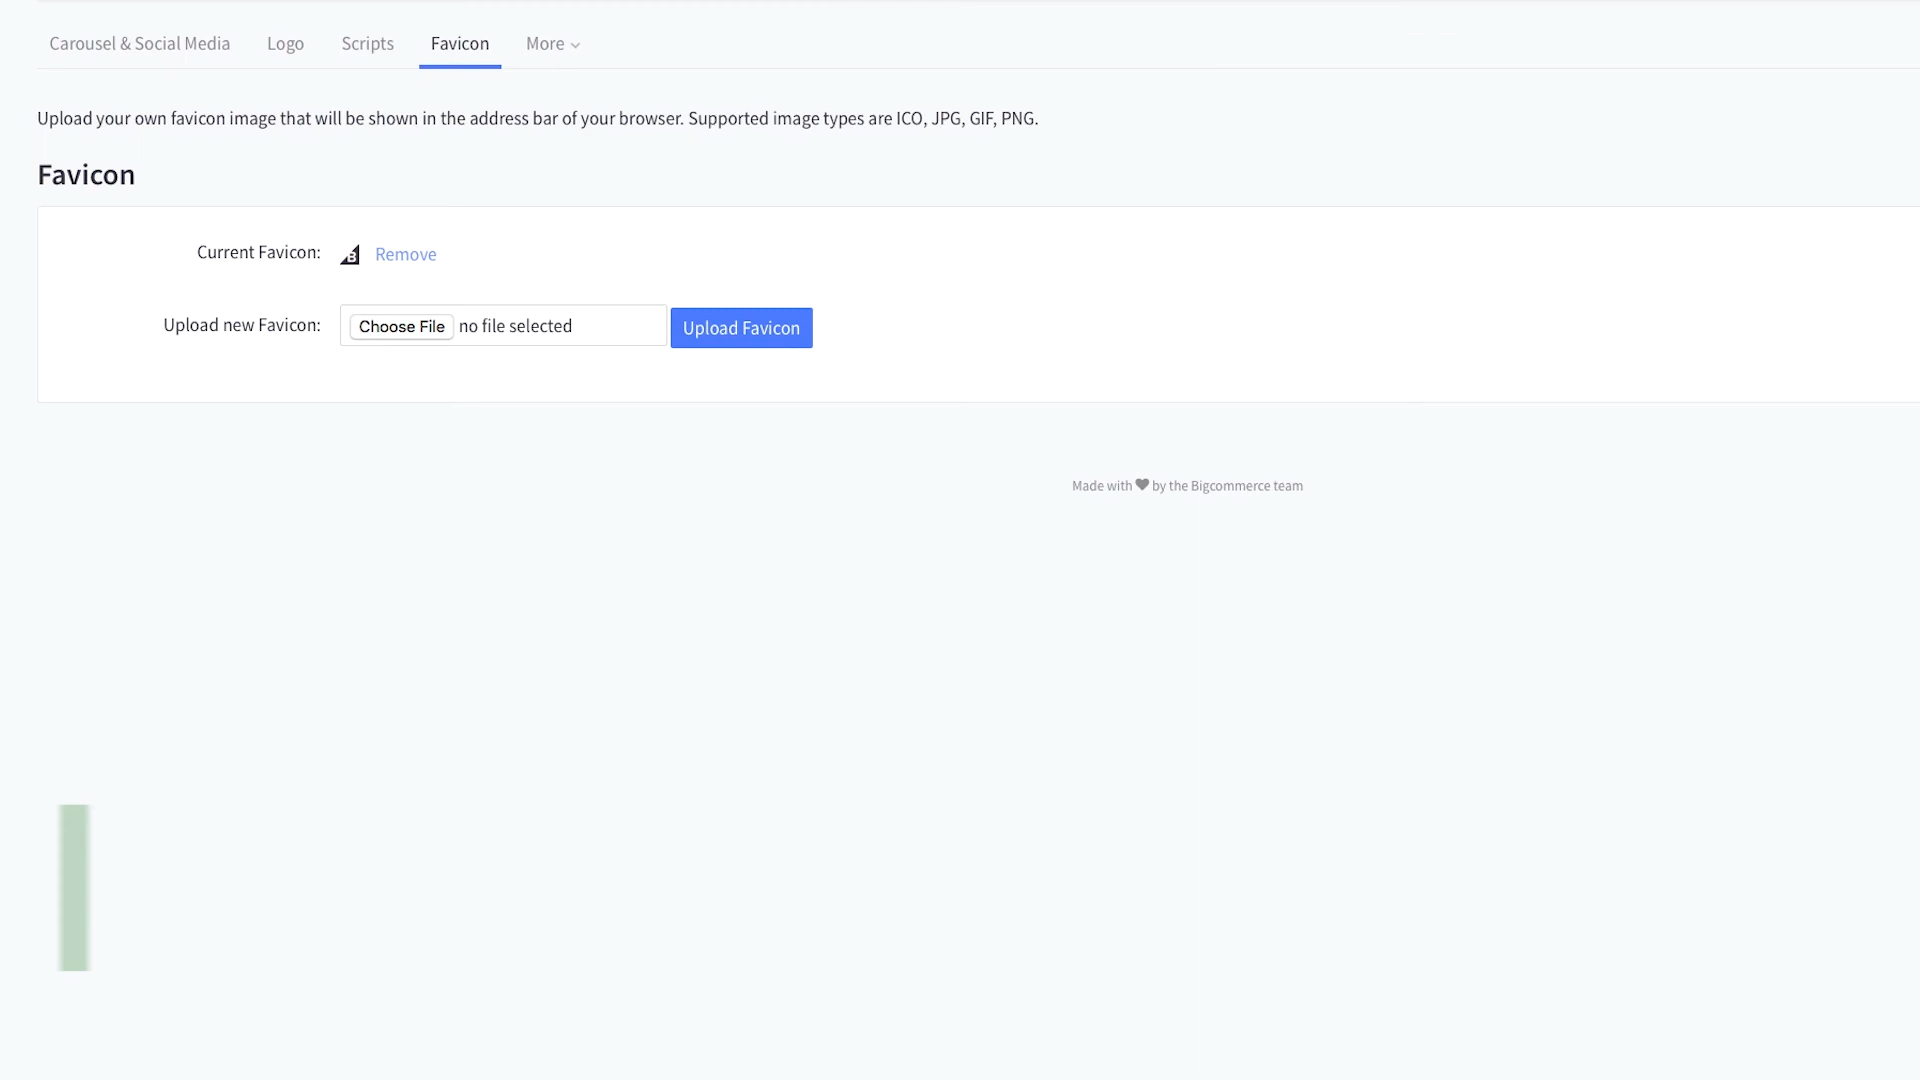 Carousel & Social Media Logo Scripts Favicon More
Upload your own favicon image that will be shown in the address bar of your browser. Supported image types are ICO, JPG, GIF, PNG.
Favicon
Current Favicon: B Remove
Upload new Favicon: Choose File no file selected Upload Favicon
Made with ♥ by the Bigcommerce team